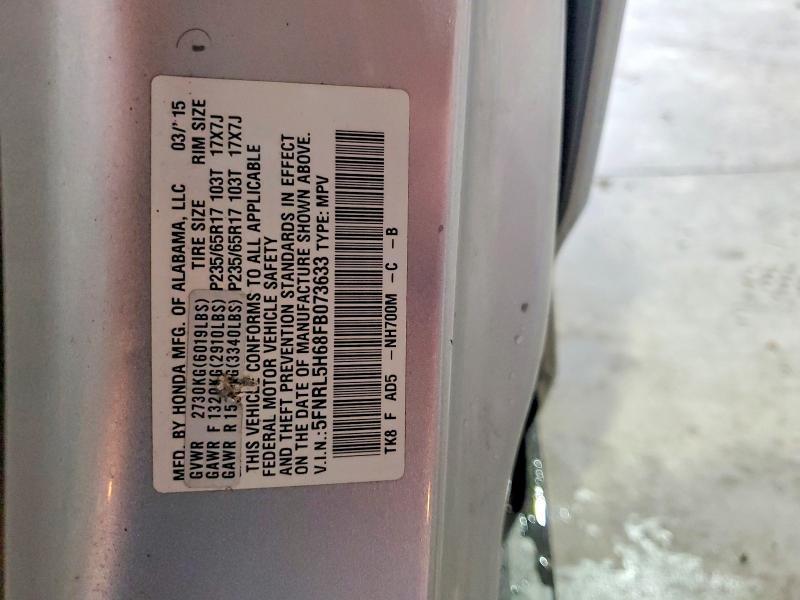 MFD. BY HONDA MFG. OF ALABAMA, LLC 03/'15
GVWR 2730KG(6019LBS) TIRE SIZE RIM SIZE
GAWR F 1320KG(2910LBS) P235/65R17 103T 17X7J
GAWR R (3340LBS) P235/65R17 103T 17X7J
THIS VEHICLE CONFORMS TO ALL APPLICABLE
FEDERAL MOTOR VEHICLE SAFETY
AND THEFT PREVENTION STANDARDS IN EFFECT
ON THE DATE OF MANUFACTURE SHOWN ABOVE.
V.I.N.:5FNRL5H68FB073633 TYPE: MPV
TK8 F AD5 -NH700M -C -B